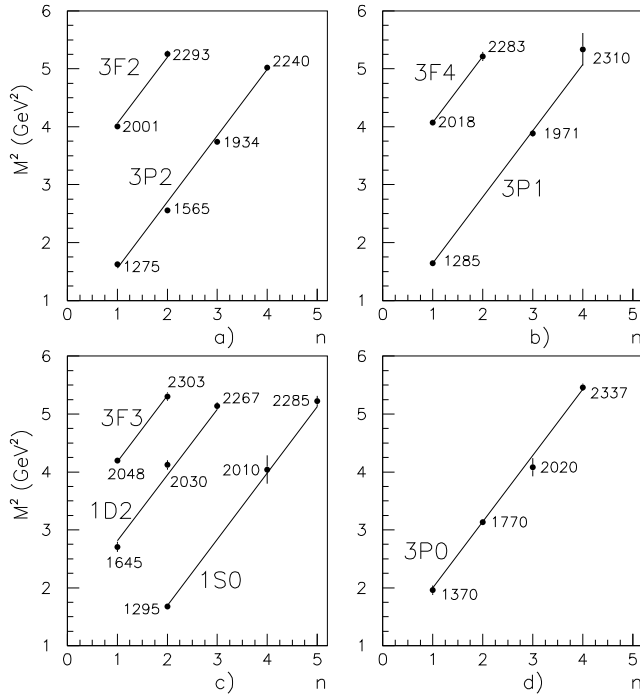 6
5
4
3
2
1
M² (GeV²)
3F2
2293
2001
2240
1934
3P2
1565
1275
0 1 2 3 4 5
a) n
6
5
4
3
2
1
M² (GeV²)
3F4
2283
2018
2310
1971
3P1
1285
0 1 2 3 4 5
b) n
6
5
4
3
2
1
M² (GeV²)
2303
3F3
2048
2267
2030
1D2
1645
2285
2010
1S0
1295
0 1 2 3 4 5
c) n
6
5
4
3
2
1
2337
2020
1770
3P0
1370
0 1 2 3 4 5
d) n